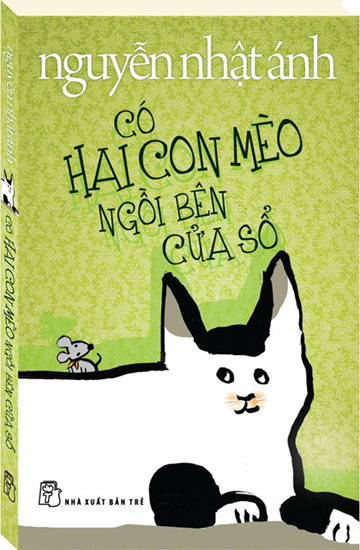 nguyễn nhật ánh
CÓ
HAI CON MÈO
NGỒI BÊN
CỬA SỔ
NHÀ XUẤT BẢN TRẺ
nguyễn nhật ánh
CÓ HAI CON MÈO NGỒI BÊN CỬA SỔ